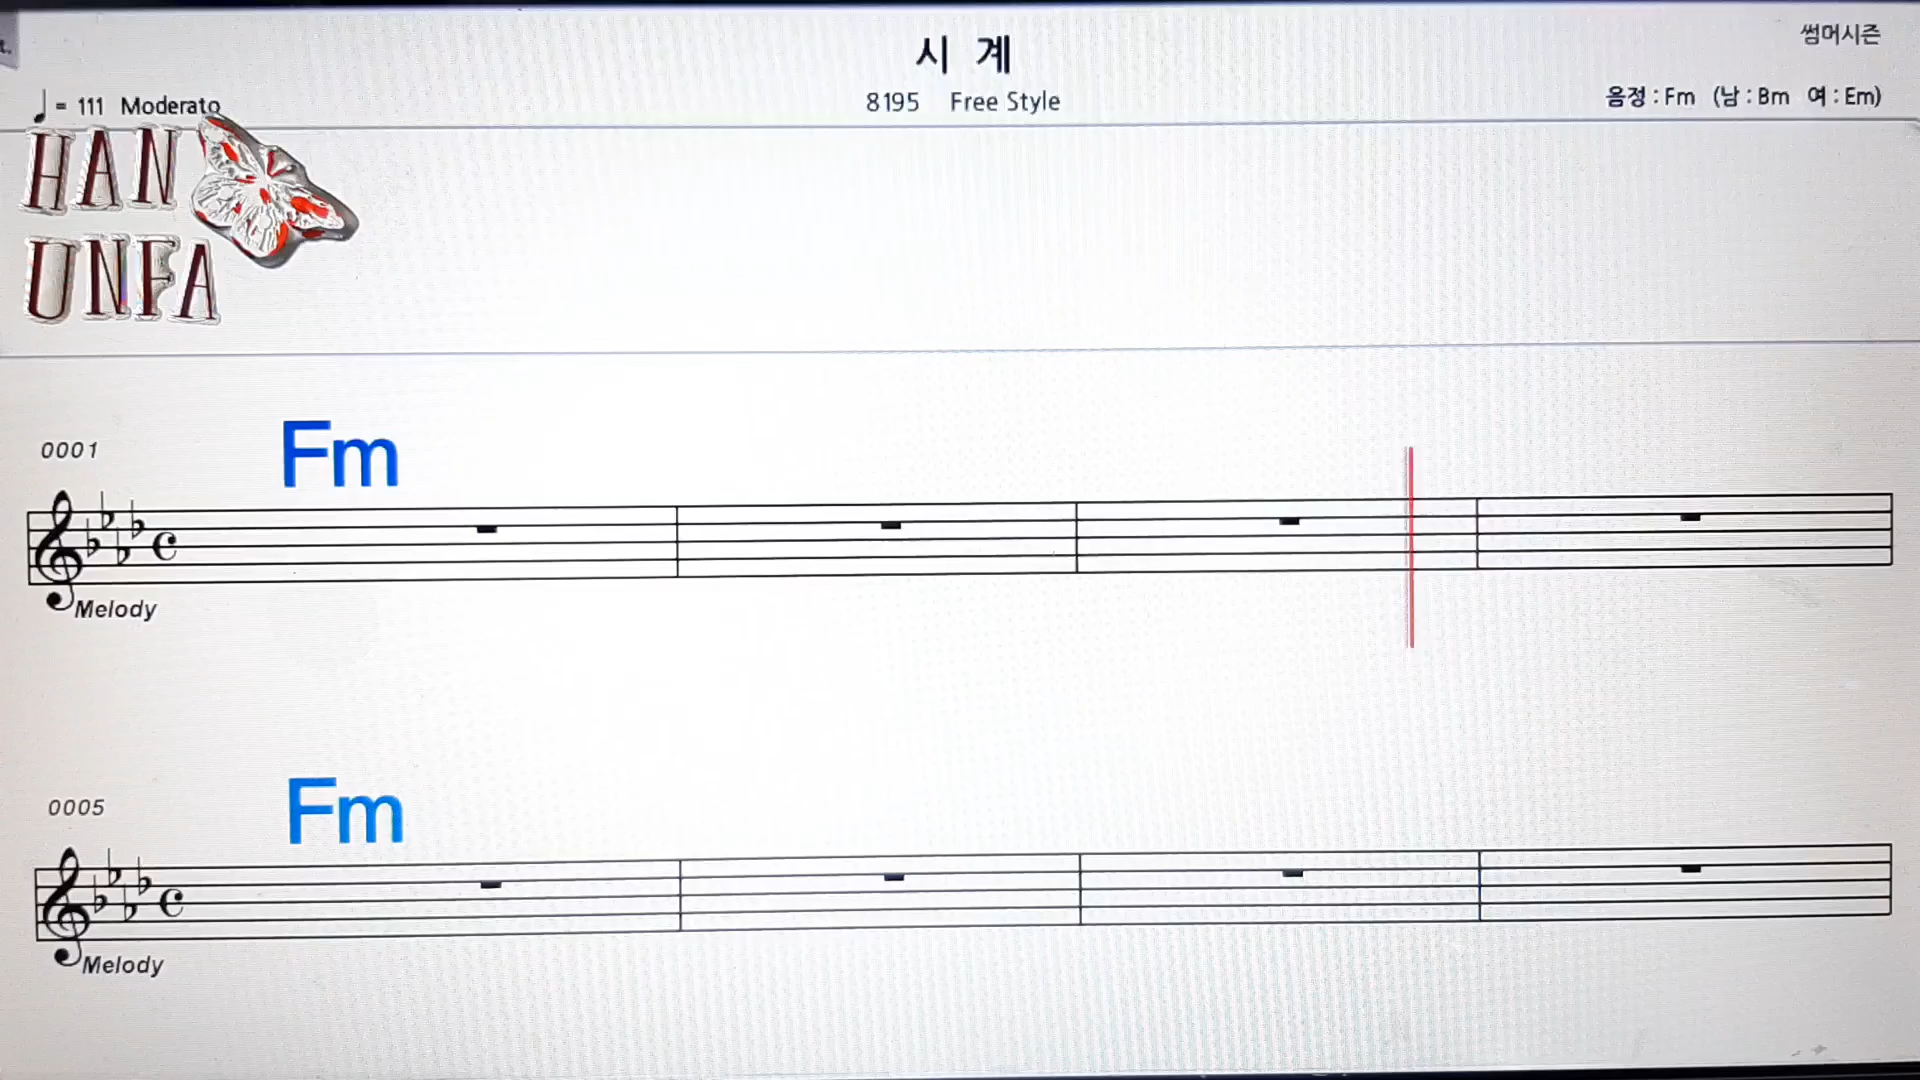 시 계
썸머시즌
♩ = 111 Moderato
8195 Free Style
음정 : Fm (남 : Bm 여 : Em)
HAN
UNFA
0001
Fm
Melody
0005
Fm
Melody